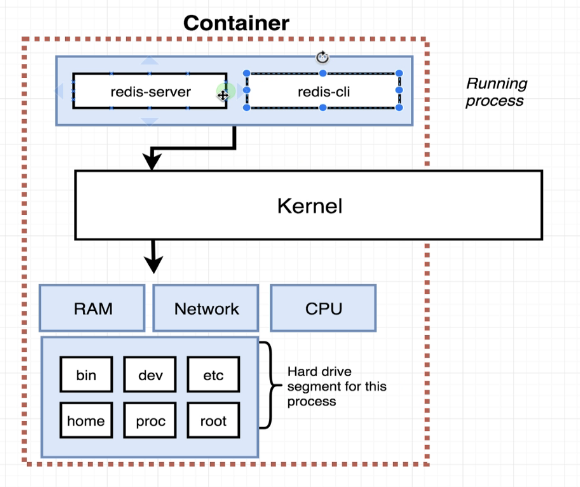 Container
redis-server
redis-cli
Running
process
Kernel
RAM
Network
CPU
bin
dev
etc
home
proc
root
Hard drive
segment for this
process